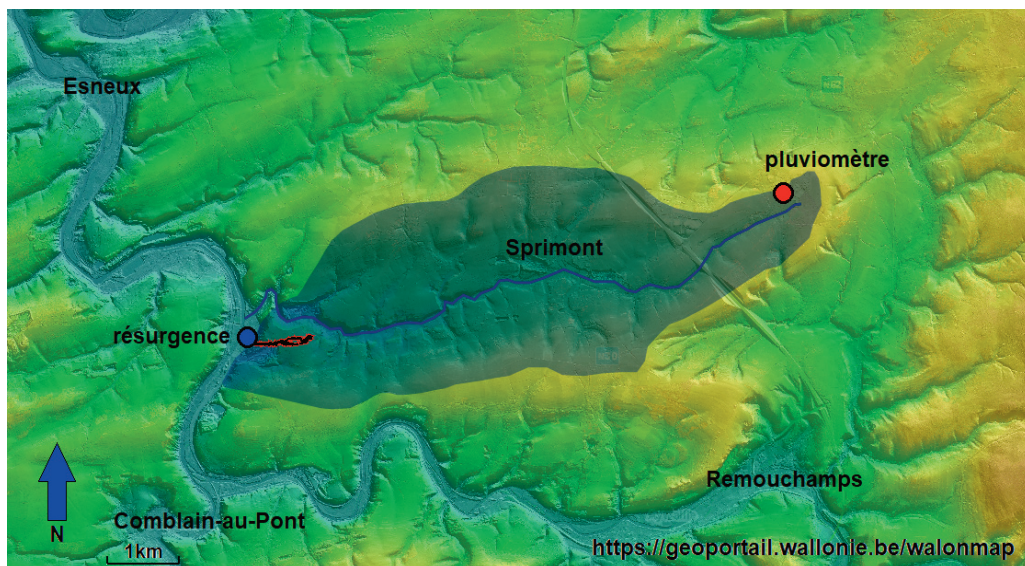 Esneux
pluviomètre
Sprimont
résurgence
Remouchamps
Comblain-au-Pont
N
1km
https://geoportail.wallonie.be/walonmap